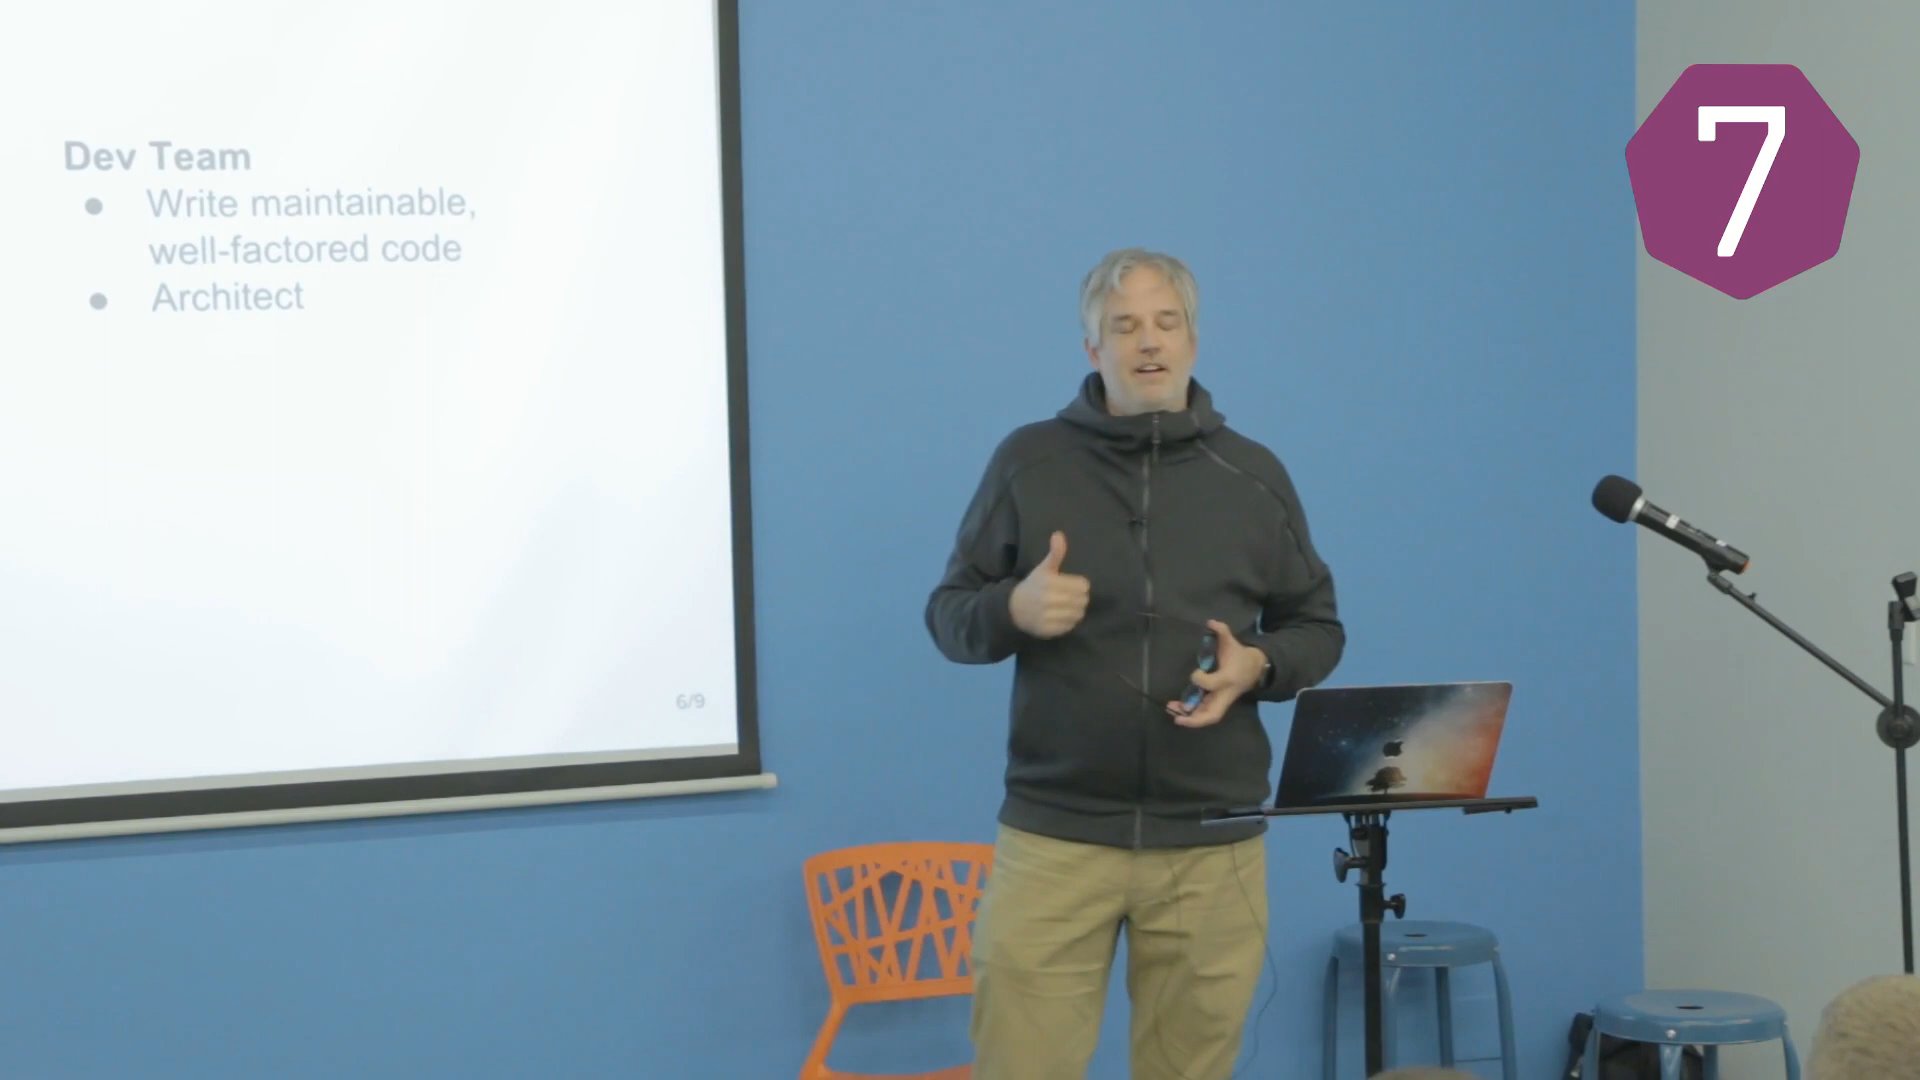 Dev Team
● Write maintainable,
well-factored code
● Architect
6/9
7